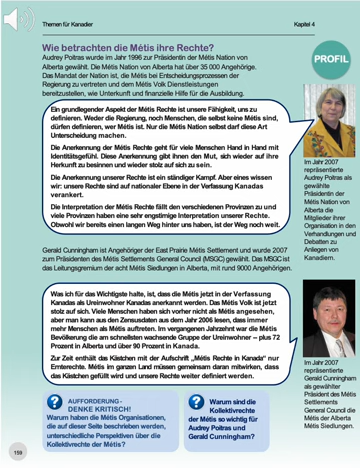 Themen für Kanadier
Kapitel 4
Wie betrachten die Métis ihre Rechte?
Audrey Poitras wurde im Jahr 1996 zur Präsidentin der Métis Nation von
Alberta gewählt. Die Métis Nation von Alberta hat über 35 000 Angehörige.
Das Mandat der Nation ist, die Métis bei Entscheidungsprozessen der
Regierung zu vertreten und dem Métis Volk Dienstleistungen
bereitzustellen, wie Unterkunft und finanzielle Hilfe für die Ausbildung.
PROFIL
Ein grundlegender Aspekt der Métis Rechte ist unsere Fähigkeit, uns zu
definieren. Weder die Regierung, noch Menschen, die selbst keine Métis sind,
dürfen definieren, wer Métis ist. Nur die Métis Nation selbst darf diese Art
Unterscheidung machen.
Die Anerkennung der Métis Rechte geht für viele Menschen Hand in Hand mit
Identitätsgefühl. Diese Anerkennung gibt ihnen den Mut, sich wieder auf ihre
Herkunft zu besinnen und wieder stolz auf sich zu sein.
Die Anerkennung unserer Rechte ist ein ständiger Kampf. Aber eines wissen
wir: unsere Rechte sind auf nationaler Ebene in der Verfassung Kanadas
verankert.
Die Interpretation der Métis Rechte fällt den verschiedenen Provinzen zu und
viele Provinzen haben eine sehr engstirnige Interpretation unserer Rechte.
Obwohl wir bereits einen langen Weg hinter uns haben, ist der Weg noch weit.
Im Jahr 2007
repräsentierte
Audrey Poitras als
gewählte
Präsidentin der
Métis Nation von
Alberta die
Mitglieder ihrer
Organisation in den
Verhandlungen und
Debatten zu
Anliegen von
Kanadiern.
Gerald Cunningham ist Angehöriger der East Prairie Métis Settlement und wurde 2007
zum Präsidenten des Métis Settlements General Council (MSGC) gewählt. Das MSGC ist
das Leitungsgremium der acht Métis Siedlungen in Alberta, mit rund 9000 Angehörigen.
Was ich für das Wichtigste halte, ist, dass die Métis jetzt in der Verfassung
Kanadas als Ureinwohner Kanadas anerkannt werden. Das Métis Volk ist jetzt
stolz auf sich. Viele Menschen haben sich vorher nicht als Métis angesehen,
aber man kann aus den Zensusdaten aus dem Jahr 2006 lesen, dass immer
mehr Menschen als Métis auftreten. Im vergangenen Jahrzehnt war die Métis
Bevölkerung die am schnellsten wachsende Gruppe der Ureinwohner – plus 72
Prozent in Alberta und über 90 Prozent in Kanada.
Zur Zeit enthält das Kästchen mit der Aufschrift „Métis Rechte in Kanada“ nur
Ernterechte. Métis im ganzen Land müssen gemeinsam daran mitwirken, dass
das Kästchen gefüllt wird und unsere Rechte weiter definiert werden.
Im Jahr 2007
repräsentierte
Gerald Cunningham
als gewählter
Präsident des Métis
Settlements
General Council die
Métis der Alberta
Métis Siedlungen.
?
AUFFORDERUNG-
DENKE KRITISCH!
Warum haben die Métis Organisationen,
die auf dieser Seite beschrieben werden,
unterschiedliche Perspektiven über die
Kollektivrechte der Métis?
?
Warum sind die
Kollektivrechte
der Métis so wichtig für
Audrey Poitras und
Gerald Cunningham?
159